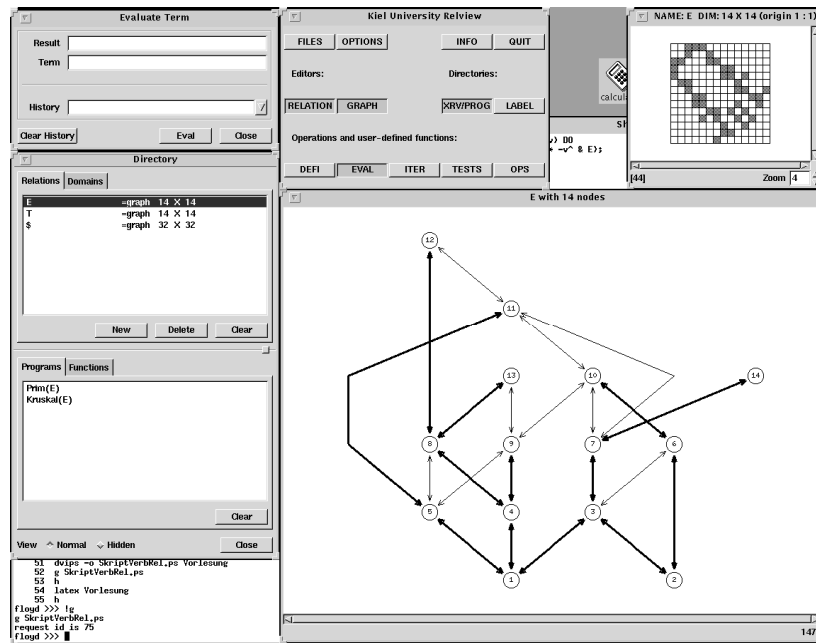 Evaluate Term
Result
Term
History
Clear History
Eval
Close
Kiel University Relview
FILES
OPTIONS
INFO
QUIT
Editors:
Directories:
RELATION
GRAPH
XRV/PROG
LABEL
Operations and user-defined functions:
DEFI
EVAL
ITER
TESTS
OPS
v) DO
* -v^ & E);
NAME: E DIM: 14 X 14 (origin 1 : 1)
[44]
Zoom 4
Directory
Relations
Domains
E =graph 14 X 14
T =graph 14 X 14
$ =graph 32 X 32
New
Delete
Clear
Programs
Functions
Prim(E)
Kruskal(E)
Clear
View Normal Hidden
Close
E with 14 nodes
12
11
13
10
14
8
9
7
6
5
4
3
1
2
147
51 dvips -o SkriptVerbRel.ps Vorlesung
52 g SkriptVerbRel.ps
53 h
54 latex Vorlesung
55 h
floyd >>> !g
g SkriptVerbRel.ps
request id is 75
floyd >>>